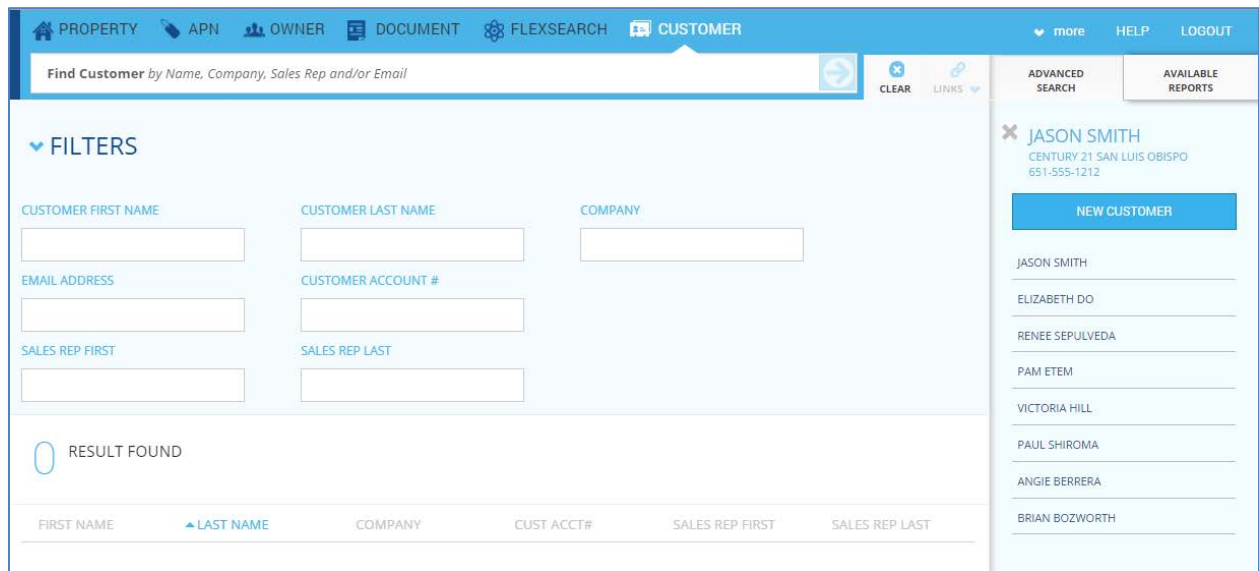 PROPERTY APN OWNER DOCUMENT FLEXSEARCH CUSTOMER more HELP LOGOUT
Find Customer by Name, Company, Sales Rep and/or Email
CLEAR LINKS
ADVANCED SEARCH
AVAILABLE REPORTS
FILTERS
CUSTOMER FIRST NAME CUSTOMER LAST NAME COMPANY
EMAIL ADDRESS CUSTOMER ACCOUNT #
SALES REP FIRST SALES REP LAST
0 RESULT FOUND
FIRST NAME LAST NAME COMPANY CUST ACCT# SALES REP FIRST SALES REP LAST
JASON SMITH
CENTURY 21 SAN LUIS OBISPO
651-555-1212
NEW CUSTOMER
JASON SMITH
ELIZABETH DO
RENEE SEPULVEDA
PAM ETEM
VICTORIA HILL
PAUL SHIROMA
ANGIE BERRERA
BRIAN BOZWORTH